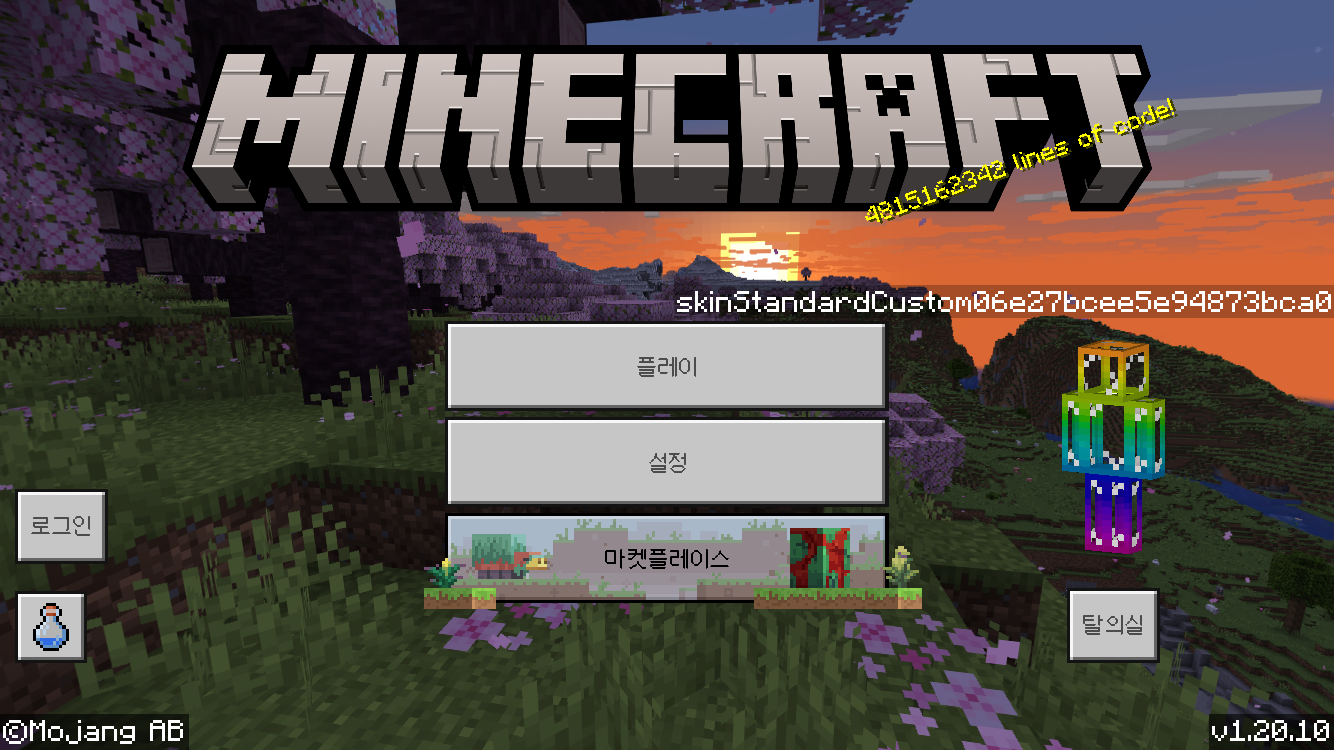 MINECRAFT
4815162342 lines of code!
skinStandardCustom06e27bcee5e94873bca0
플레이
설정
로그인
마켓플레이스
탈의실
©Mojang AB
v1.20.10